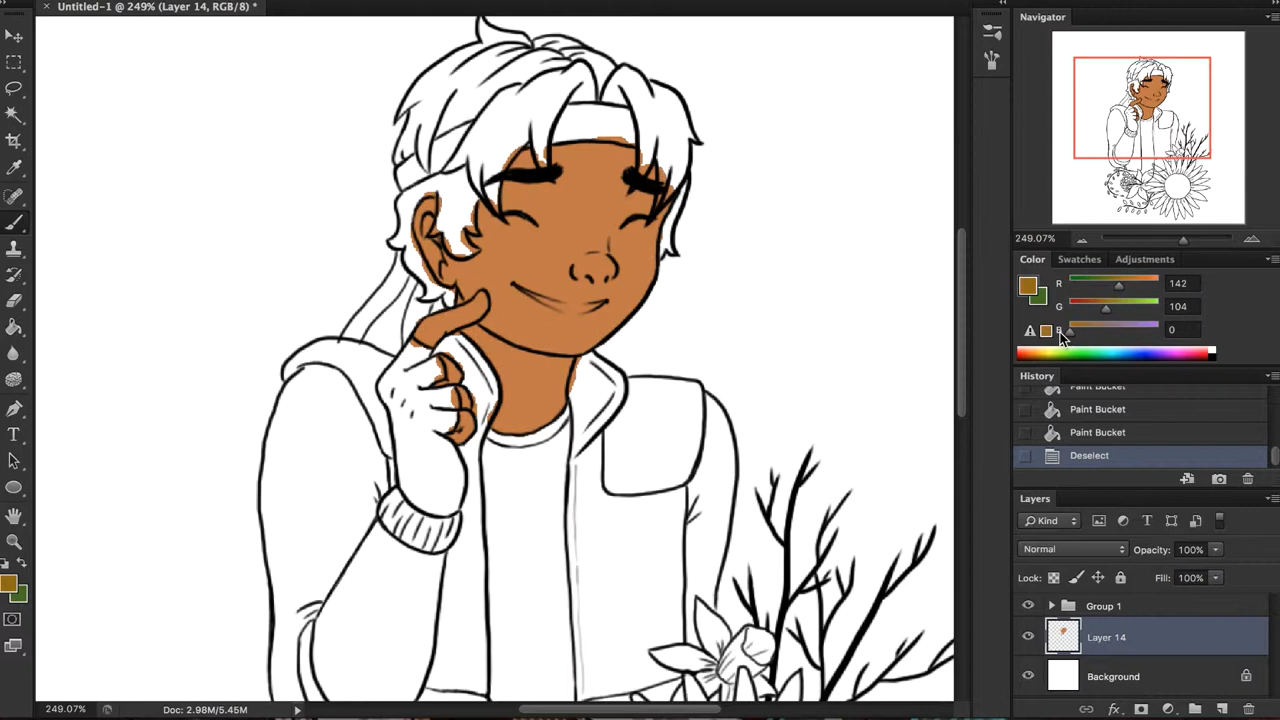 Untitled-1 @ 249% (Layer 14, RGB/8) *
Navigator
249.07%
Color Swatches Adjustments
R 142
G 104
B 0
History
Paint Bucket
Paint Bucket
Paint Bucket
Deselect
Layers
Kind
Normal Opacity: 100%
Lock: Fill: 100%
Group 1
Layer 14
Background
249.07% Doc: 2.98M/5.45M